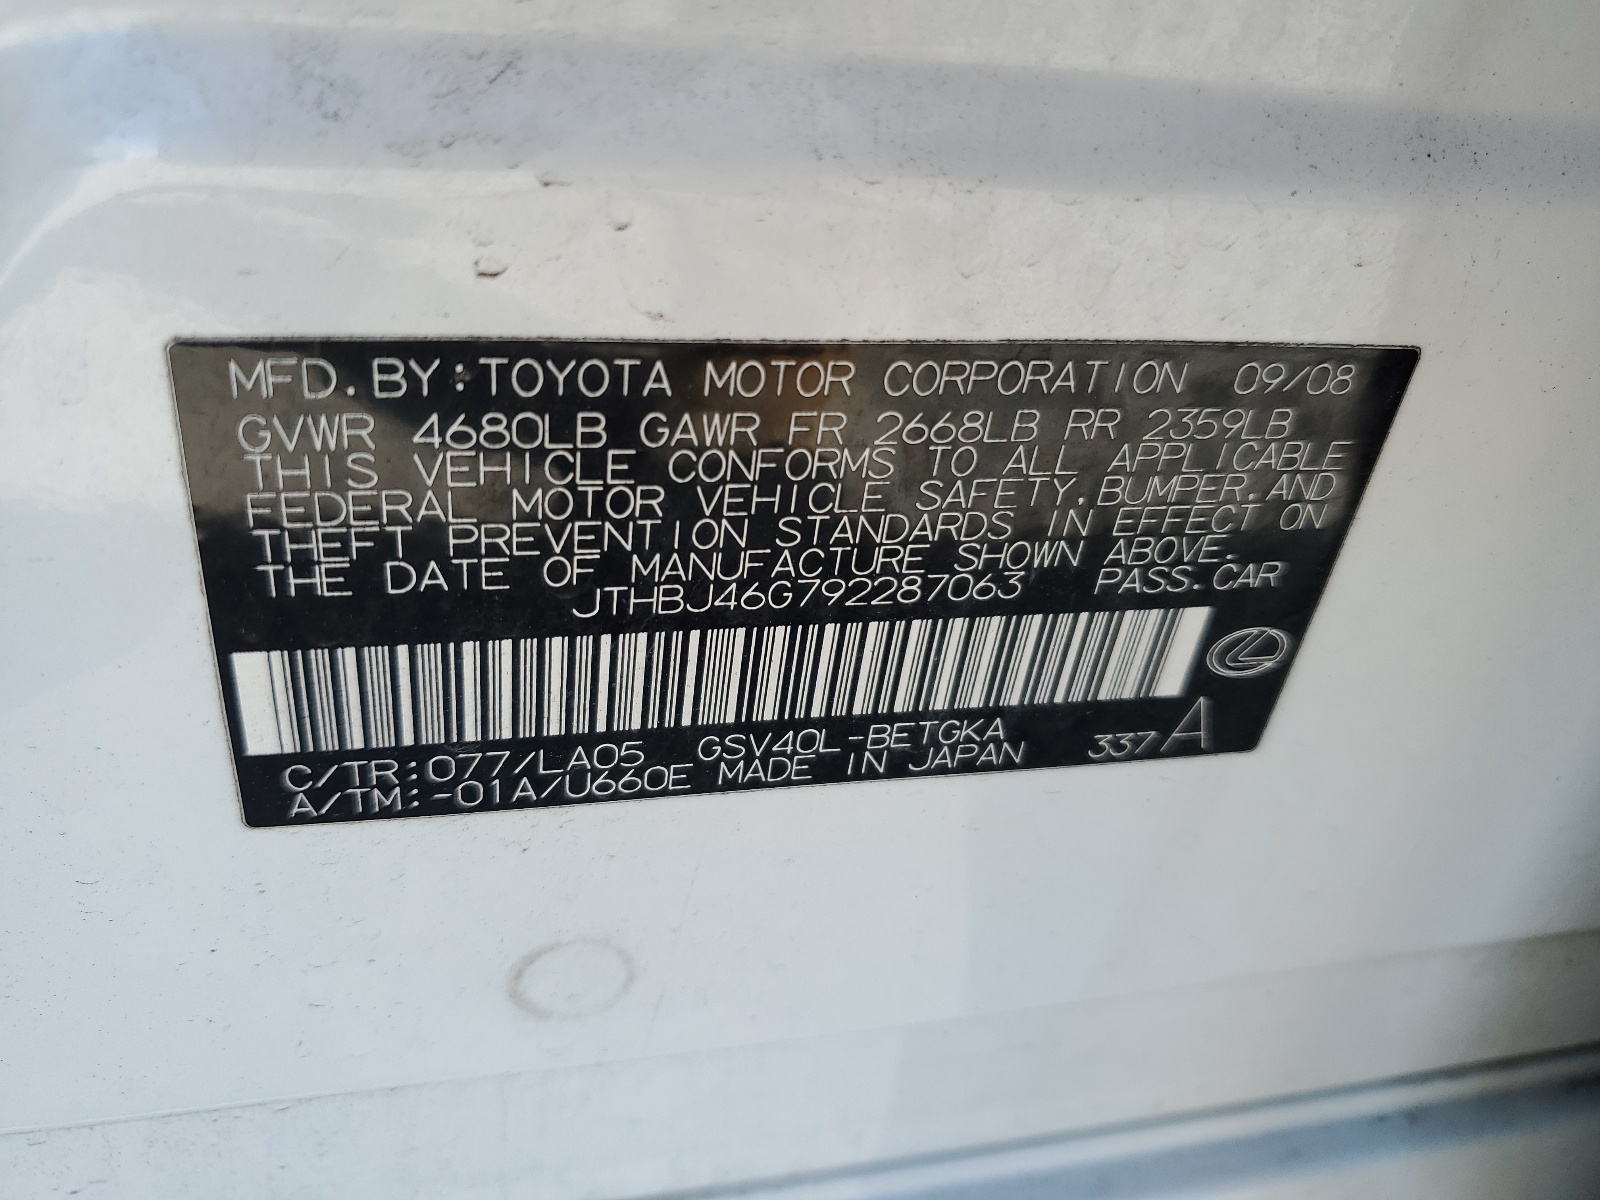 MFD. BY: TOYOTA MOTOR CORPORATION 09/08
GVWR 4680LB GAWR FR 2668LB RR 2359LB
THIS VEHICLE CONFORMS TO ALL APPLICABLE
FEDERAL MOTOR VEHICLE SAFETY, BUMPER, AND
THEFT PREVENTION STANDARDS IN EFFECT ON
THE DATE OF MANUFACTURE SHOWN ABOVE.
JTHBJ46G792287063 PASS. CAR
C/TR: 077/LA05 GSV40L-BETGKA
A/TM: -01A/U660E MADE IN JAPAN 337 A